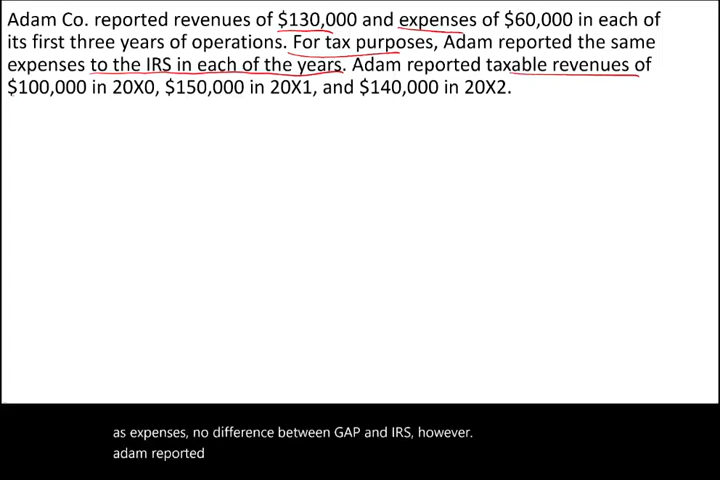 Adam Co. reported revenues of $130,000 and expenses of $60,000 in each of
its first three years of operations. For tax purposes, Adam reported the same
expenses to the IRS in each of the years. Adam reported taxable revenues of
$100,000 in 20X0, $150,000 in 20X1, and $140,000 in 20X2.
as expenses, no difference between GAP and IRS, however.
adam reported